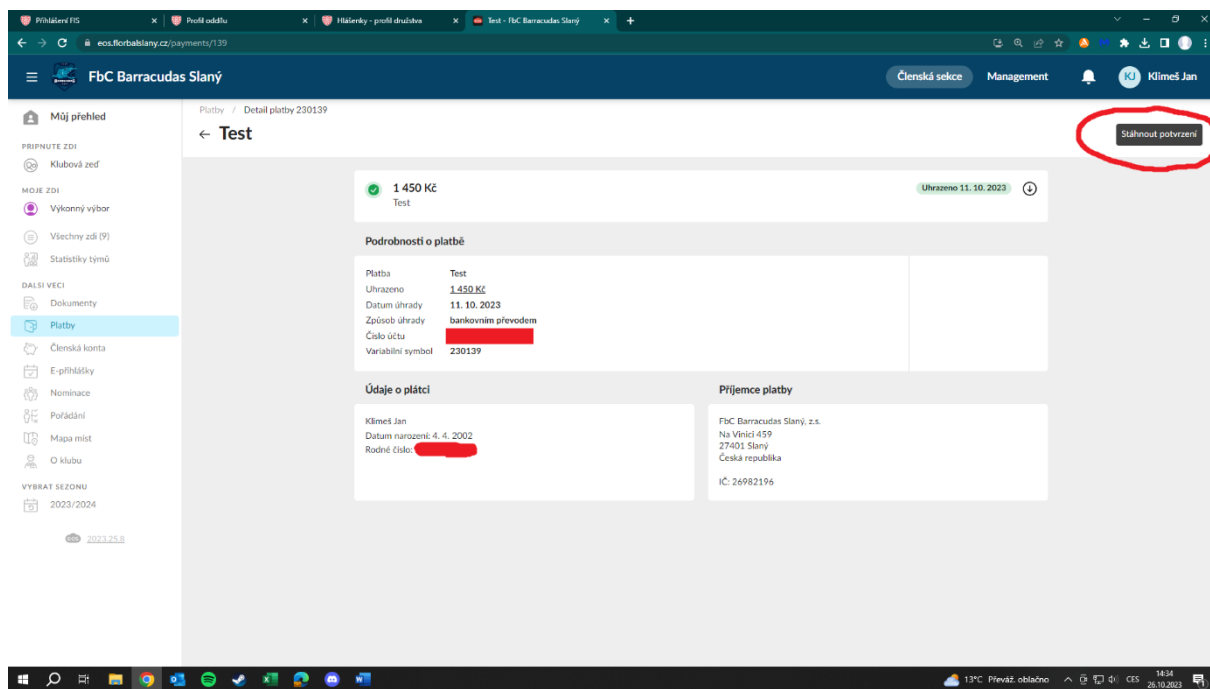 Přihlášení FIS
Profil oddílu
Hlášenky - profil družstva
Test - FbC Barracudas Slaný
eos.florbalslany.cz/payments/139
FbC Barracudas Slaný
Členská sekce
Management
KJ
Klimeš Jan
Můj přehled
PRIPNUTE ZDI
Klubová zeď
MOJE ZDI
Výkonný výbor
Všechny zdi (9)
Statistiky týmů
DALSI VECI
Dokumenty
Platby
Členská konta
E-přihlášky
Nominace
Pořádání
Mapa míst
O klubu
VYBRAT SEZONU
2023/2024
eos 2023.25.8
Platby / Detail platby 230139
← Test
Stáhnout potvrzení
1 450 Kč
Test
Uhrazeno 11. 10. 2023
Podrobnosti o platbě
Platba Test
Uhrazeno 1 450 Kč
Datum úhrady 11. 10. 2023
Způsob úhrady bankovním převodem
Číslo účtu
Variabilní symbol 230139
Údaje o plátci
Klimeš Jan
Datum narození: 4. 4. 2002
Rodné číslo:
Příjemce platby
FbC Barracudas Slaný, z.s.
Na Vinici 459
27401 Slaný
Česká republika
IČ: 26982196
13°C Převáž. oblačno
CES
14:34
26.10.2023